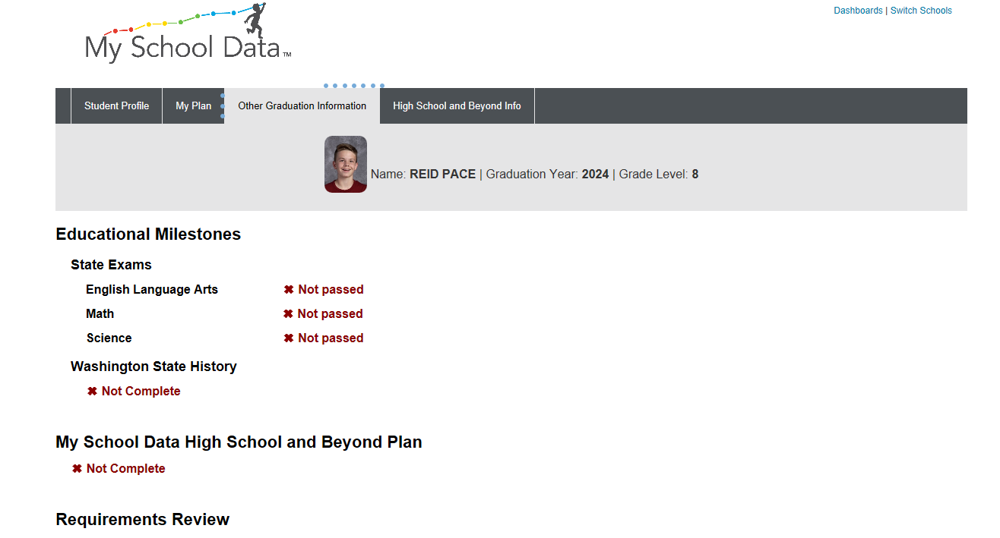 Dashboards | Switch Schools
My School Data™
Student Profile
My Plan
Other Graduation Information
High School and Beyond Info
Name: REID PACE | Graduation Year: 2024 | Grade Level: 8
Educational Milestones
State Exams
English Language Arts ✖ Not passed
Math ✖ Not passed
Science ✖ Not passed
Washington State History
✖ Not Complete
My School Data High School and Beyond Plan
✖ Not Complete
Requirements Review